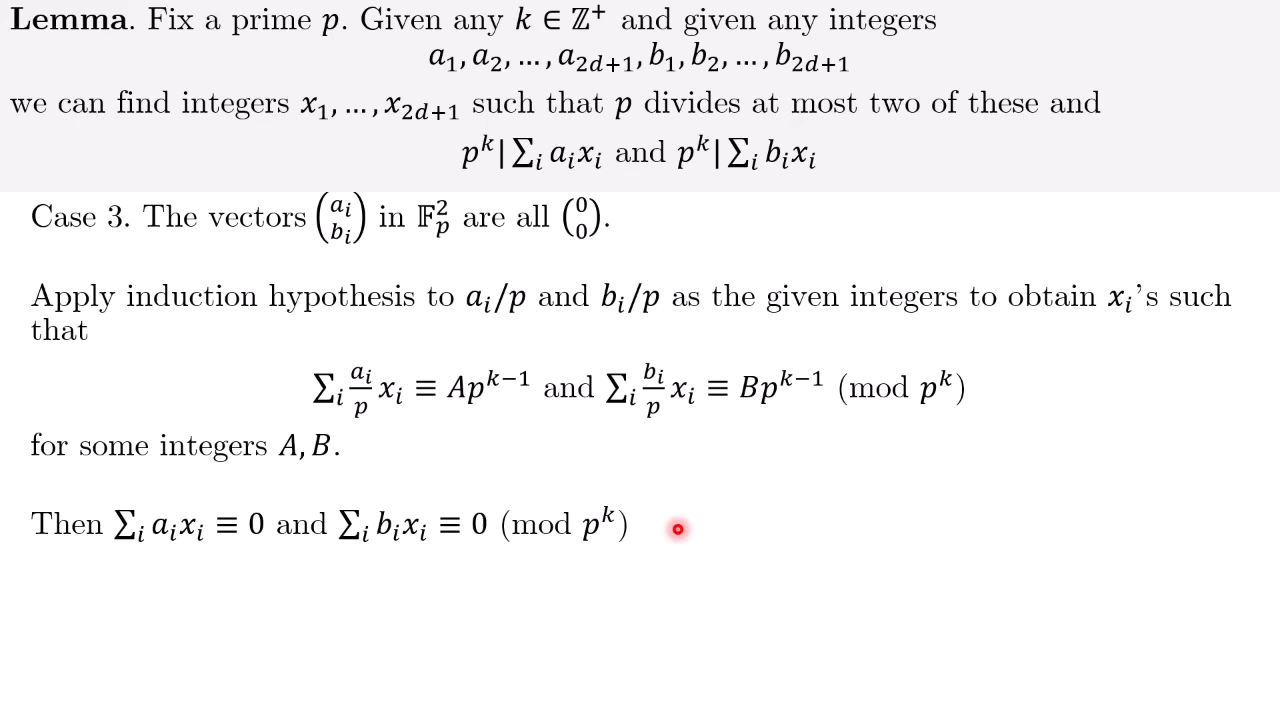 Lemma. Fix a prime p. Given any k ∈ ℤ⁺ and given any integers
a₁, a₂, …, a₂d₊₁, b₁, b₂, …, b₂d₊₁
we can find integers x₁, …, x₂d₊₁ such that p divides at most two of these and
pᵏ|∑ᵢ aᵢxᵢ and pᵏ|∑ᵢ bᵢxᵢ
Case 3. The vectors (aᵢ bᵢ) in 𝔽ₚ² are all (0 0).
Apply induction hypothesis to aᵢ/p and bᵢ/p as the given integers to obtain xᵢ's such
that
∑ᵢ aᵢ/p xᵢ ≡ Apᵏ⁻¹ and ∑ᵢ bᵢ/p xᵢ ≡ Bpᵏ⁻¹ (mod pᵏ)
for some integers A, B.
Then ∑ᵢ aᵢxᵢ ≡ 0 and ∑ᵢ bᵢxᵢ ≡ 0 (mod pᵏ)